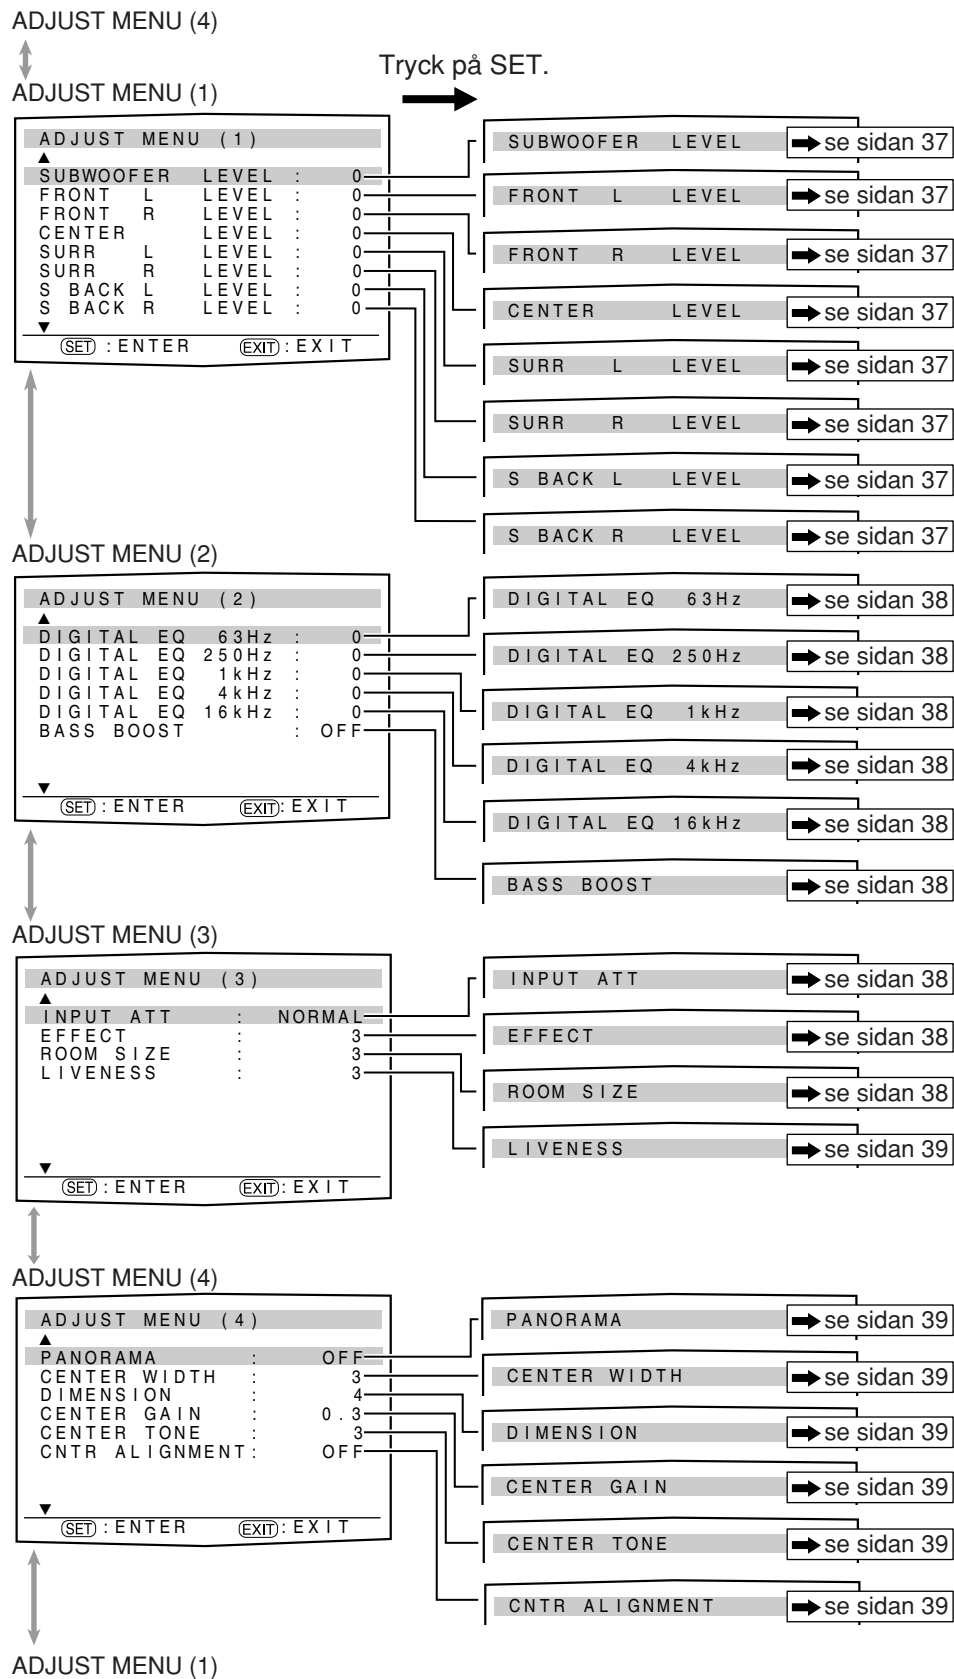 ADJUST MENU (4)
Tryck på SET.
ADJUST MENU (1)
ADJUST MENU (1)
▲
SUBWOOFER LEVEL : 0
FRONT L LEVEL : 0
FRONT R LEVEL : 0
CENTER LEVEL : 0
SURR L LEVEL : 0
SURR R LEVEL : 0
S BACK L LEVEL : 0
S BACK R LEVEL : 0
▼
SET : ENTER EXIT : EXIT
SUBWOOFER LEVEL ➡ se sidan 37
FRONT L LEVEL ➡ se sidan 37
FRONT R LEVEL ➡ se sidan 37
CENTER LEVEL ➡ se sidan 37
SURR L LEVEL ➡ se sidan 37
SURR R LEVEL ➡ se sidan 37
S BACK L LEVEL ➡ se sidan 37
S BACK R LEVEL ➡ se sidan 37
ADJUST MENU (2)
ADJUST MENU (2)
▲
DIGITAL EQ 63Hz : 0
DIGITAL EQ 250Hz : 0
DIGITAL EQ 1kHz : 0
DIGITAL EQ 4kHz : 0
DIGITAL EQ 16kHz : 0
BASS BOOST : OFF
▼
SET : ENTER EXIT : EXIT
DIGITAL EQ 63Hz ➡ se sidan 38
DIGITAL EQ 250Hz ➡ se sidan 38
DIGITAL EQ 1kHz ➡ se sidan 38
DIGITAL EQ 4kHz ➡ se sidan 38
DIGITAL EQ 16kHz ➡ se sidan 38
BASS BOOST ➡ se sidan 38
ADJUST MENU (3)
ADJUST MENU (3)
▲
INPUT ATT : NORMAL
EFFECT : 3
ROOM SIZE : 3
LIVENESS : 3
▼
SET : ENTER EXIT : EXIT
INPUT ATT ➡ se sidan 38
EFFECT ➡ se sidan 38
ROOM SIZE ➡ se sidan 38
LIVENESS ➡ se sidan 39
ADJUST MENU (4)
ADJUST MENU (4)
▲
PANORAMA : OFF
CENTER WIDTH : 3
DIMENSION : 4
CENTER GAIN : 0.3
CENTER TONE : 3
CNTR ALIGNMENT : OFF
▼
SET : ENTER EXIT : EXIT
PANORAMA ➡ se sidan 39
CENTER WIDTH ➡ se sidan 39
DIMENSION ➡ se sidan 39
CENTER GAIN ➡ se sidan 39
CENTER TONE ➡ se sidan 39
CNTR ALIGNMENT ➡ se sidan 39
ADJUST MENU (1)